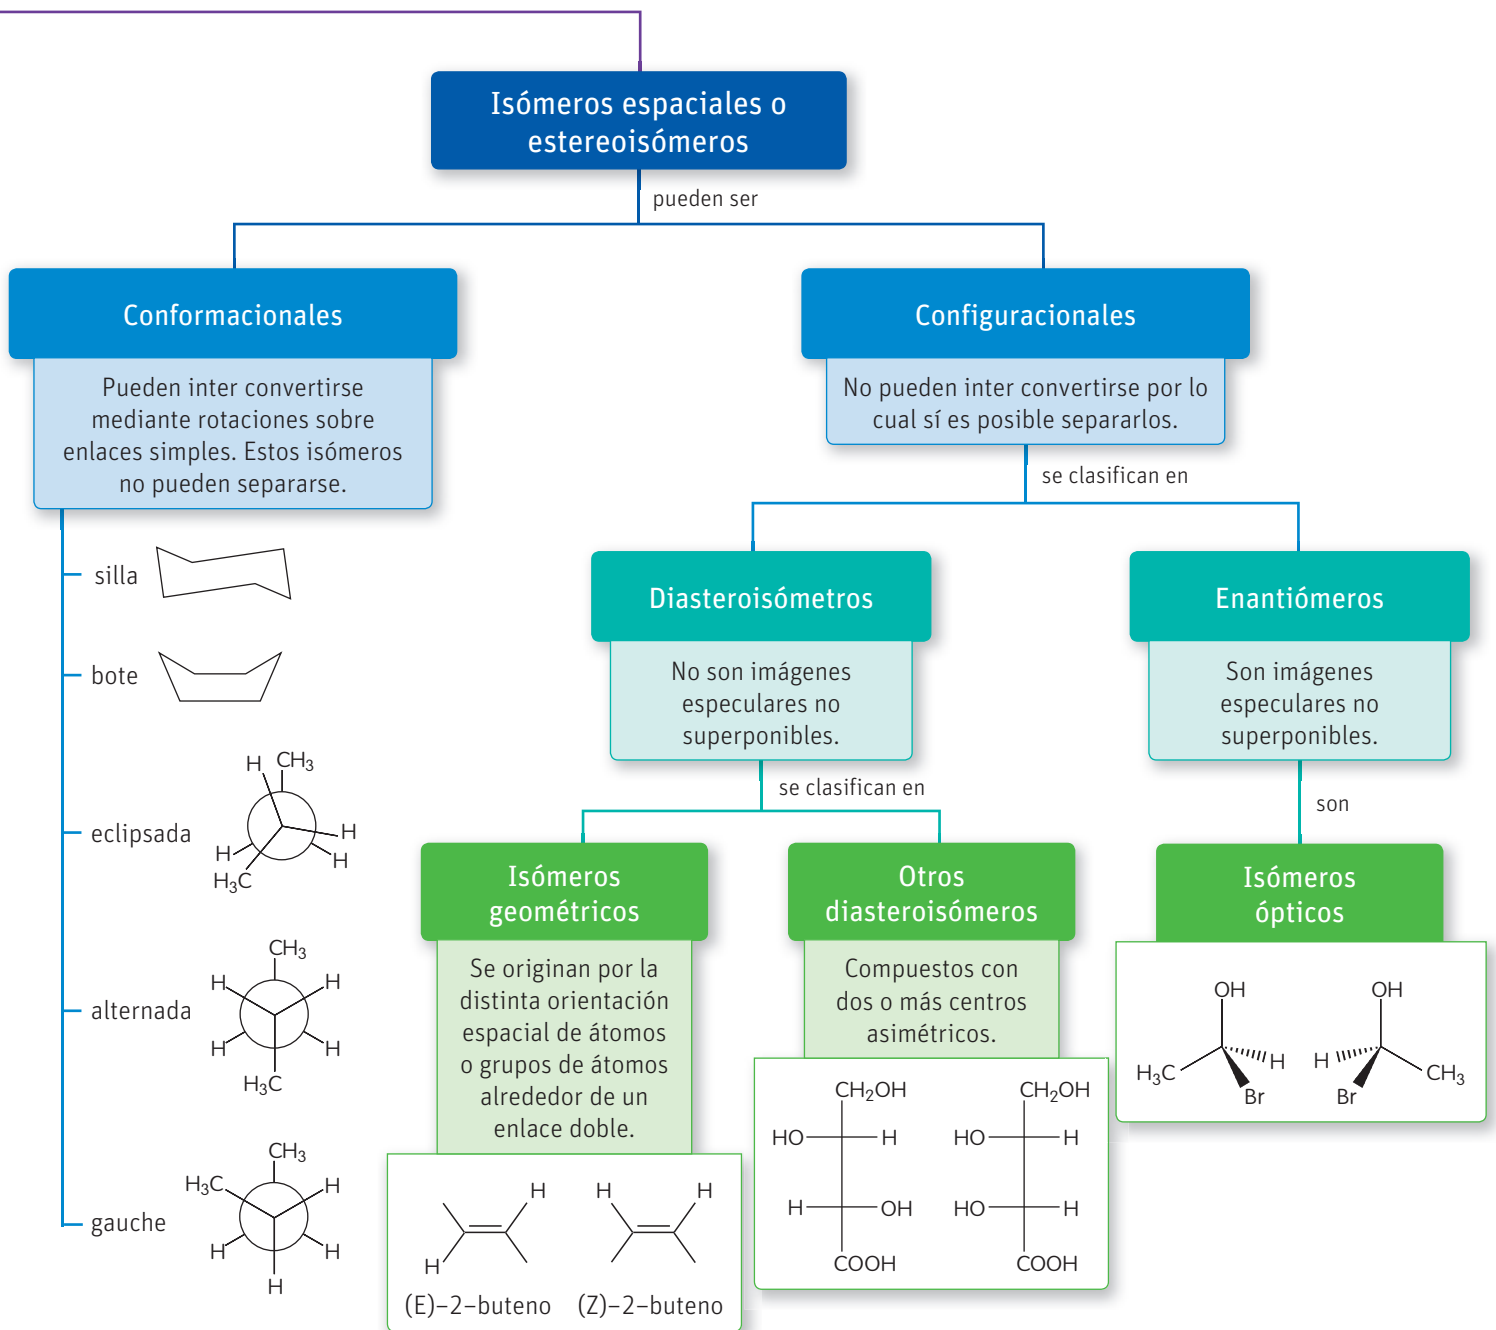 Isómeros espaciales o
estereoisómeros
pueden ser
Conformacionales
Pueden inter convertirse
mediante rotaciones sobre
enlaces simples. Estos isómeros
no pueden separarse.
silla
bote
eclipsada
H
CH₃
H
H
H
H₃C
alternada
CH₃
H
H
H
H
H₃C
gauche
CH₃
H₃C
H
H
H
H
Configuracionales
No pueden inter convertirse por lo
cual sí es posible separarlos.
se clasifican en
Diasteroisómetros
No son imágenes
especulares no
superponibles.
se clasifican en
Isómeros
geométricos
Se originan por la
distinta orientación
espacial de átomos
o grupos de átomos
alrededor de un
enlace doble.
H
H
(E)–2–buteno
H
H
(Z)–2–buteno
Otros
diasteroisómeros
Compuestos con
dos o más centros
asimétricos.
CH₂OH
HO
H
H
OH
COOH
CH₂OH
HO
H
HO
H
COOH
Enantiómeros
Son imágenes
especulares no
superponibles.
son
Isómeros
ópticos
OH
H₃C
H
Br
OH
H
CH₃
Br